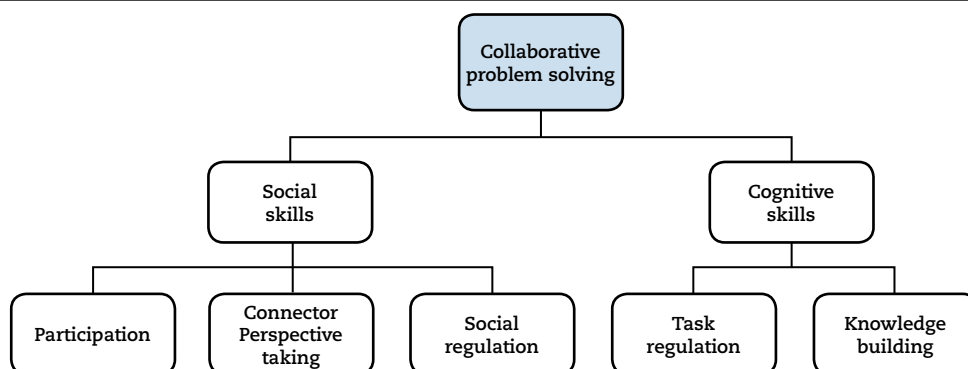 Collaborative
problem solving
Social
skills
Cognitive
skills
Participation
Connector
Perspective
taking
Social
regulation
Task
regulation
Knowledge
building